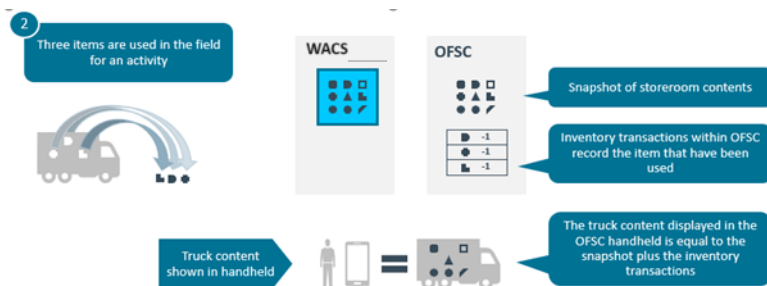 2
Three items are used in the field
for an activity
WACS
OFSC
Snapshot of storeroom contents
-1
-1
-1
Inventory transactions within OFSC
record the item that have been
used
Truck content
shown in handheld
=
The truck content displayed in the
OFSC handheld is equal to the
snapshot plus the inventory
transactions